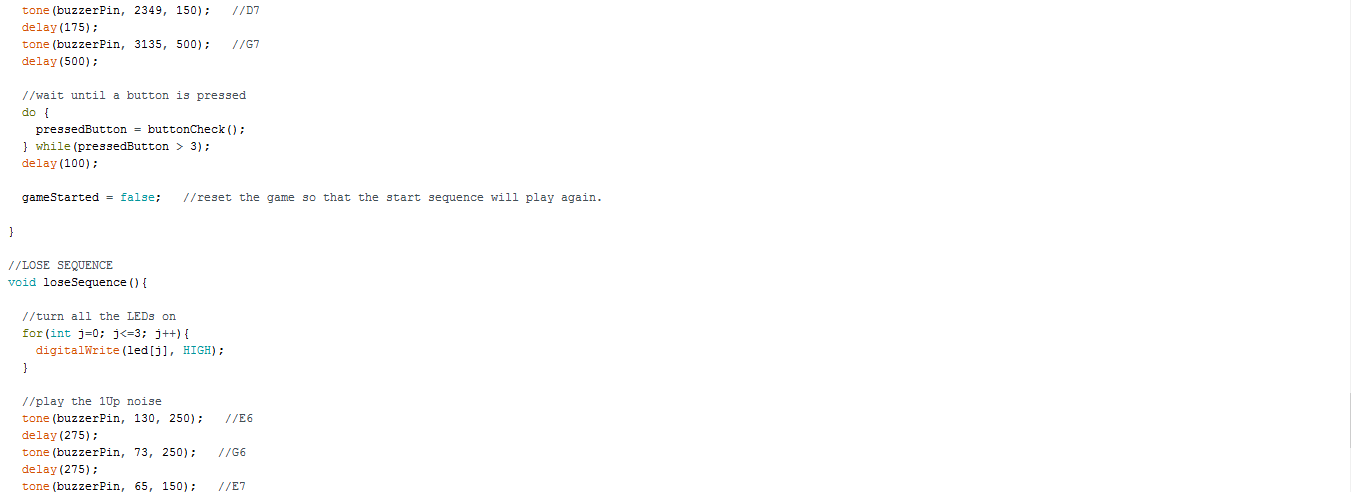 tone(buzzerPin, 2349, 150);   //D7
delay(175);
tone(buzzerPin, 3135, 500);   //G7
delay(500);
//wait until a button is pressed
do {
pressedButton = buttonCheck();
} while(pressedButton > 3);
delay(100);
gameStarted = false;   //reset the game so that the start sequence will play again.
}
//LOSE SEQUENCE
void loseSequence(){
//turn all the LEDs on
for(int j=0; j<=3; j++){
digitalWrite(led[j], HIGH);
}
//play the 1Up noise
tone(buzzerPin, 130, 250);   //E6
delay(275);
tone(buzzerPin, 73, 250);   //G6
delay(275);
tone(buzzerPin, 65, 150);   //E7